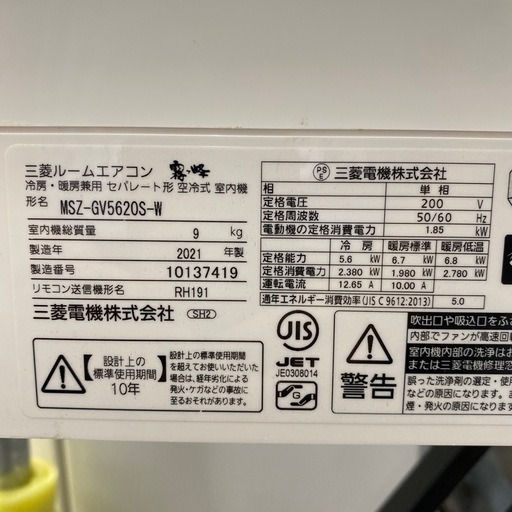 三菱ルームエアコン 霧ヶ峰
冷房・暖房兼用 セパレート形 空冷式 室内機
形名 MSZ-GV5620S-W
室内機総質量 9 kg
製造年 2021 年製
製造番号 10137419
リモコン送信機形名 RH191
三菱電機株式会社 SH2
【設計上の標準使用期間】 10年
設計上の標準使用期間
を超えてお使いいただいた
場合は、経年劣化による発
火・ケガなどの事故に至
るおそれがあります。
PS E 三菱電機株式会社
相 単相
定格電圧 200 V
定格周波数 50/60 Hz
電動機の定格消費電力 1.85 kW
冷房 暖房標準 暖房低温
定格能力 5.6 kW 6.7 kW 6.8 kW
定格消費電力 2.380 kW 1.980 kW 2.780 kW
運転電流 12.65 A 10.00 A
通年エネルギー消費効率(JIS C 9612:2013) 5.0
JIS
JET
JE0308014
G
警告
吹出口や吸込口をふさ
内部でファンが高速回
室内機内部の洗浄はお
または三菱電機修理窓
誤った洗浄剤の選定・使用
などの原因になります。
煙・発火の原因になり